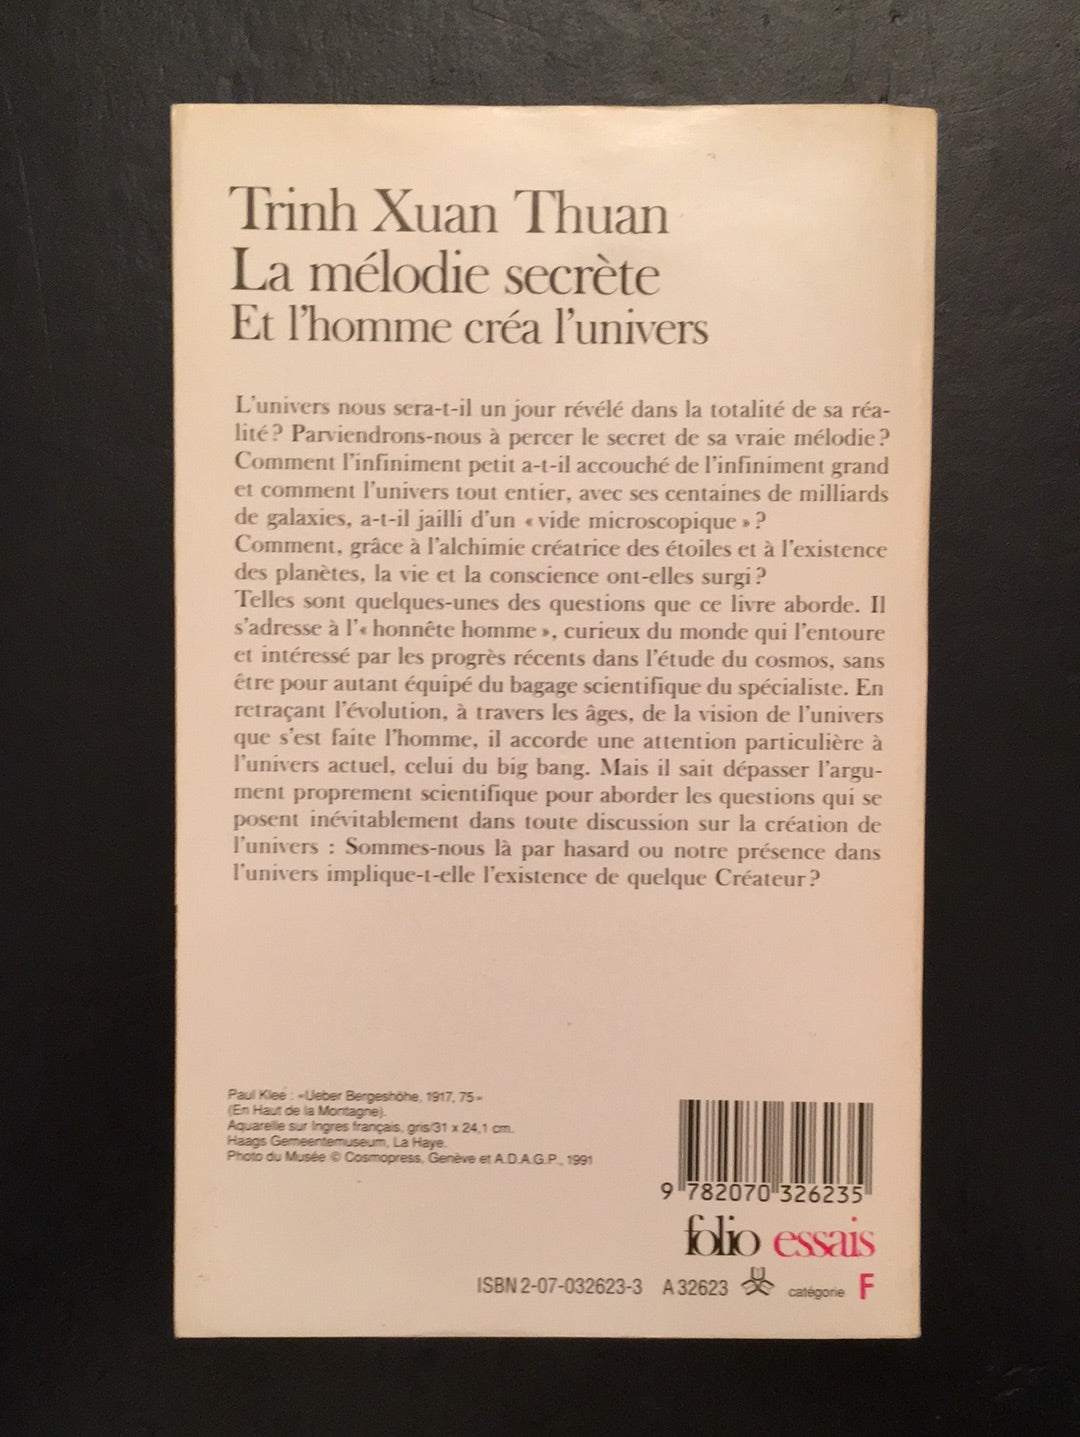 Trinh Xuan Thuan
La mélodie secrète
Et l'homme créa l'univers
L'univers nous sera-t-il un jour révélé dans la totalité de sa réa-
lité ? Parviendrons-nous à percer le secret de sa vraie mélodie ?
Comment l'infiniment petit a-t-il accouché de l'infiniment grand
et comment l'univers tout entier, avec ses centaines de milliards
de galaxies, a-t-il jailli d'un « vide microscopique » ?
Comment, grâce à l'alchimie créatrice des étoiles et à l'existence
des planètes, la vie et la conscience ont-elles surgi ?
Telles sont quelques-unes des questions que ce livre aborde. Il
s'adresse à l'« honnête homme », curieux du monde qui l'entoure
et intéressé par les progrès récents dans l'étude du cosmos, sans
être pour autant équipé du bagage scientifique du spécialiste. En
retraçant l'évolution, à travers les âges, de la vision de l'univers
que s'est faite l'homme, il accorde une attention particulière à
l'univers actuel, celui du big bang. Mais il sait dépasser l'argu-
ment proprement scientifique pour aborder les questions qui se
posent inévitablement dans toute discussion sur la création de
l'univers : Sommes-nous là par hasard ou notre présence dans
l'univers implique-t-elle l'existence de quelque Créateur ?
Paul Klee : «Ueber Bergeshöhe, 1917, 75»
(En Haut de la Montagne).
Aquarelle sur Ingres français, gris/31 x 24,1 cm.
Haags Gemeentemuseum, La Haye.
Photo du Musée © Cosmopress, Genève et A.D.A.G.P., 1991
9 782070 326235
folio essais
ISBN 2-07-032623-3 A 32623 catégorie F